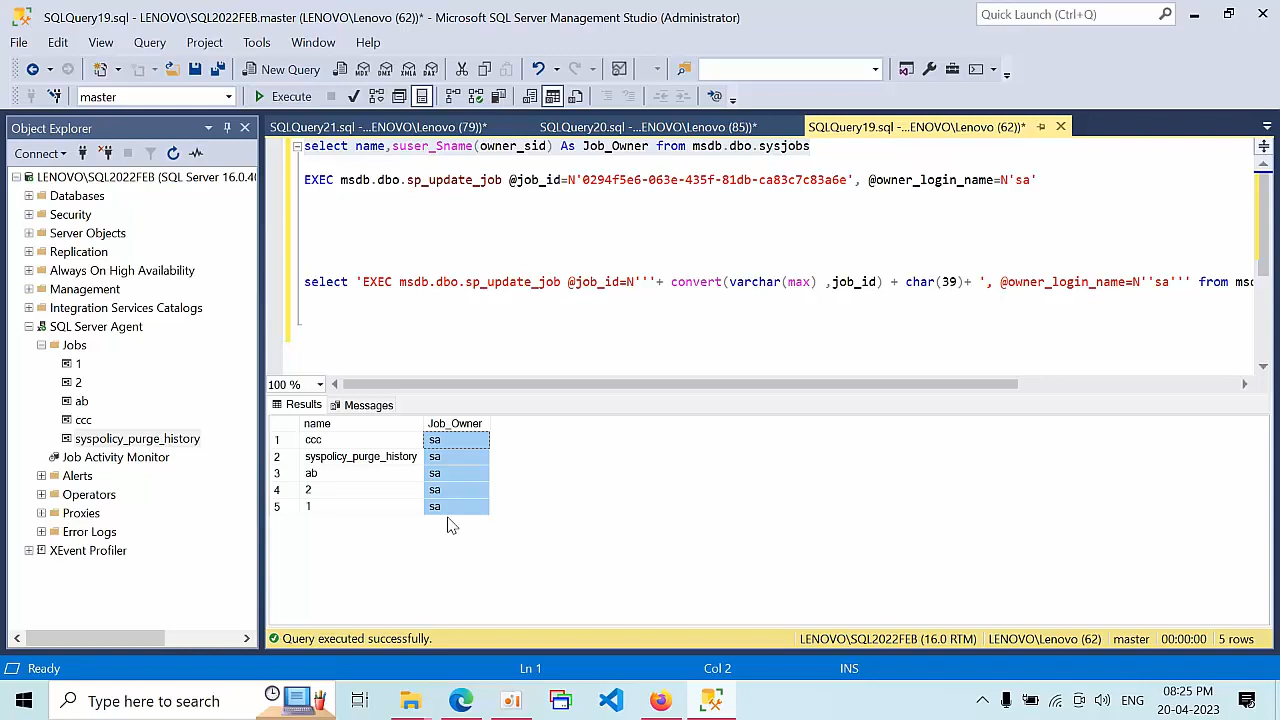 SQLQuery19.sql - LENOVO\SQL2022FEB.master (LENOVO\Lenovo (62))* - Microsoft SQL Server Management Studio (Administrator)
Quick Launch (Ctrl+Q)
File Edit View Query Project Tools Window Help
New Query
MDX DMX XMLA DAX
master
Execute
Object Explorer
SQLQuery21.sql -...ENOVO\Lenovo (79))*
SQLQuery20.sql -...ENOVO\Lenovo (85))*
SQLQuery19.sql -...ENOVO\Lenovo (62))*
Connect
LENOVO\SQL2022FEB (SQL Server 16.0.40
Databases
Security
Server Objects
Replication
Always On High Availability
Management
Integration Services Catalogs
SQL Server Agent
Jobs
1
2
ab
ccc
syspolicy_purge_history
Job Activity Monitor
Alerts
Operators
Proxies
Error Logs
XEvent Profiler
select name,suser_Sname(owner_sid) As Job_Owner from msdb.dbo.sysjobs
EXEC msdb.dbo.sp_update_job @job_id=N'0294f5e6-063e-435f-81db-ca83c7c83a6e', @owner_login_name=N'sa'
select 'EXEC msdb.dbo.sp_update_job @job_id=N'''+ convert(varchar(max) ,job_id) + char(39)+ ', @owner_login_name=N''sa''' from msd
100 %
Results Messages
name Job_Owner
1 ccc sa
2 syspolicy_purge_history sa
3 ab sa
4 2 sa
5 1 sa
Query executed successfully.
LENOVO\SQL2022FEB (16.0 RTM) LENOVO\Lenovo (62) master 00:00:00 5 rows
Ready Ln 1 Col 2 INS
Type here to search
ENG
08:25 PM
20-04-2023